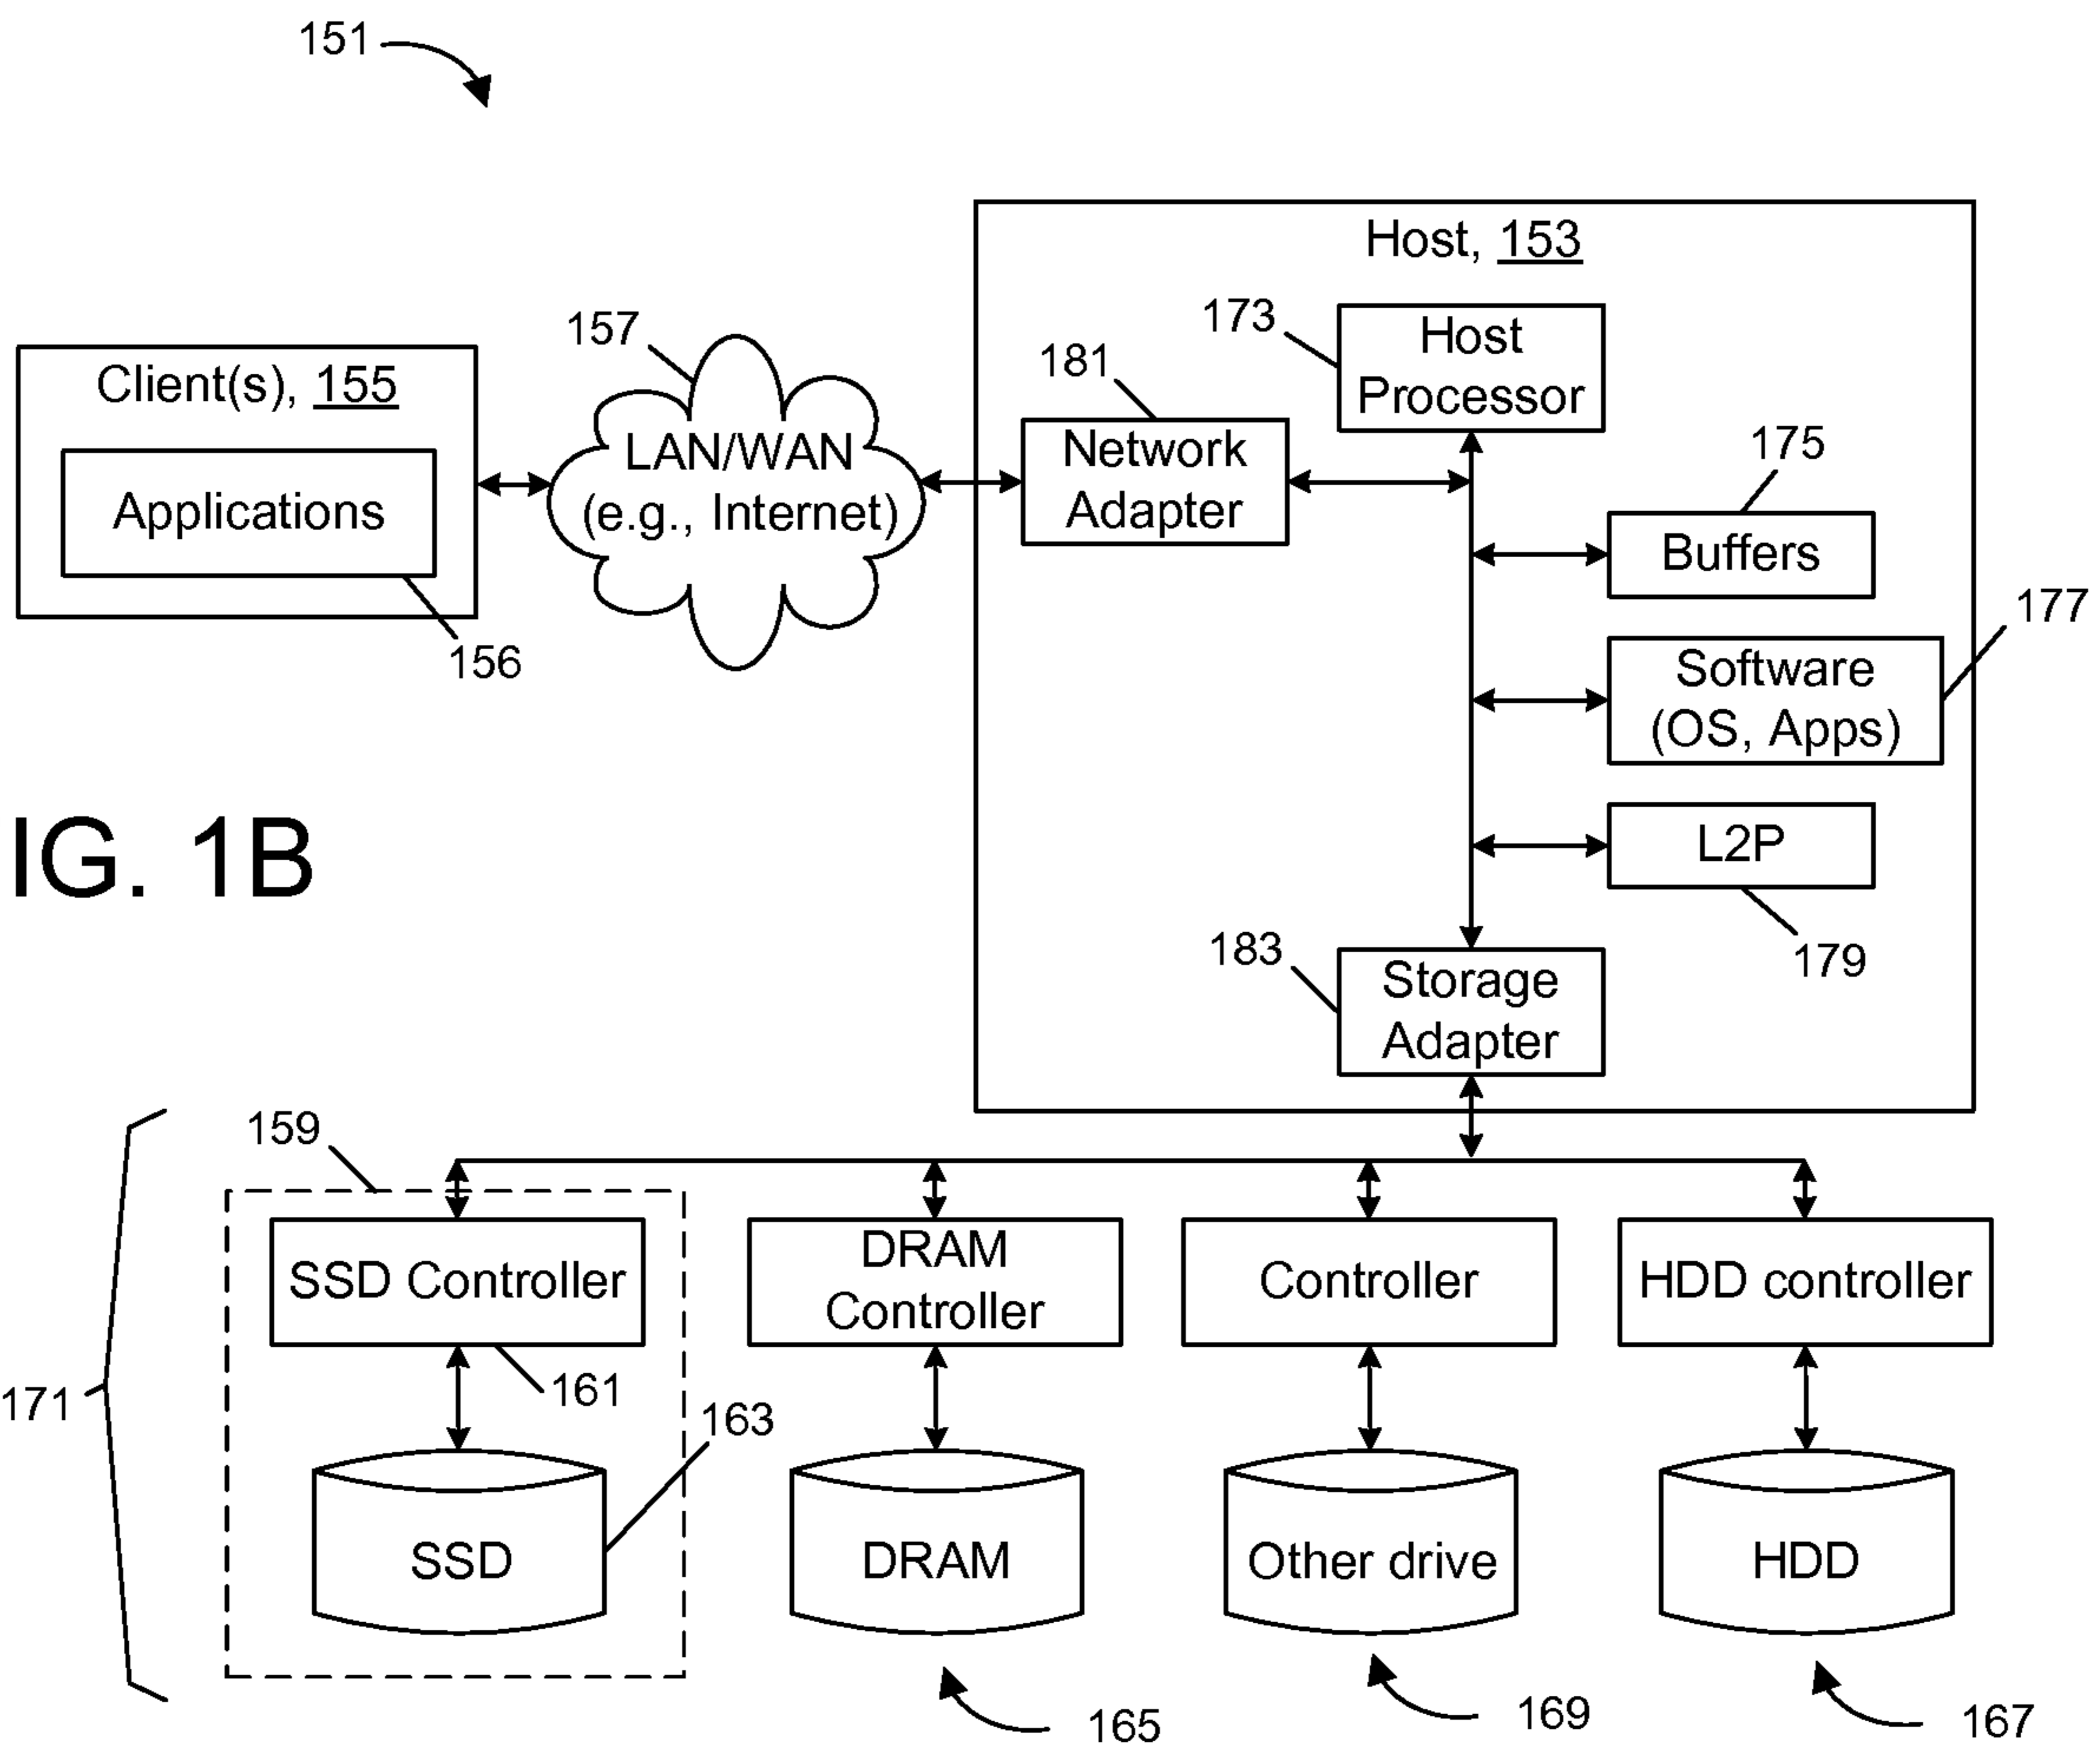 151
Host, 153
173
Host
Processor
157
181
Client(s), 155
Applications
156
LAN/WAN
(e.g., Internet)
Network
Adapter
175
Buffers
177
Software
(OS, Apps)
L2P
179
IG. 1B
183
Storage
Adapter
159
171
SSD Controller
161
DRAM
Controller
Controller
HDD controller
163
SSD
DRAM
Other drive
HDD
165
169
167